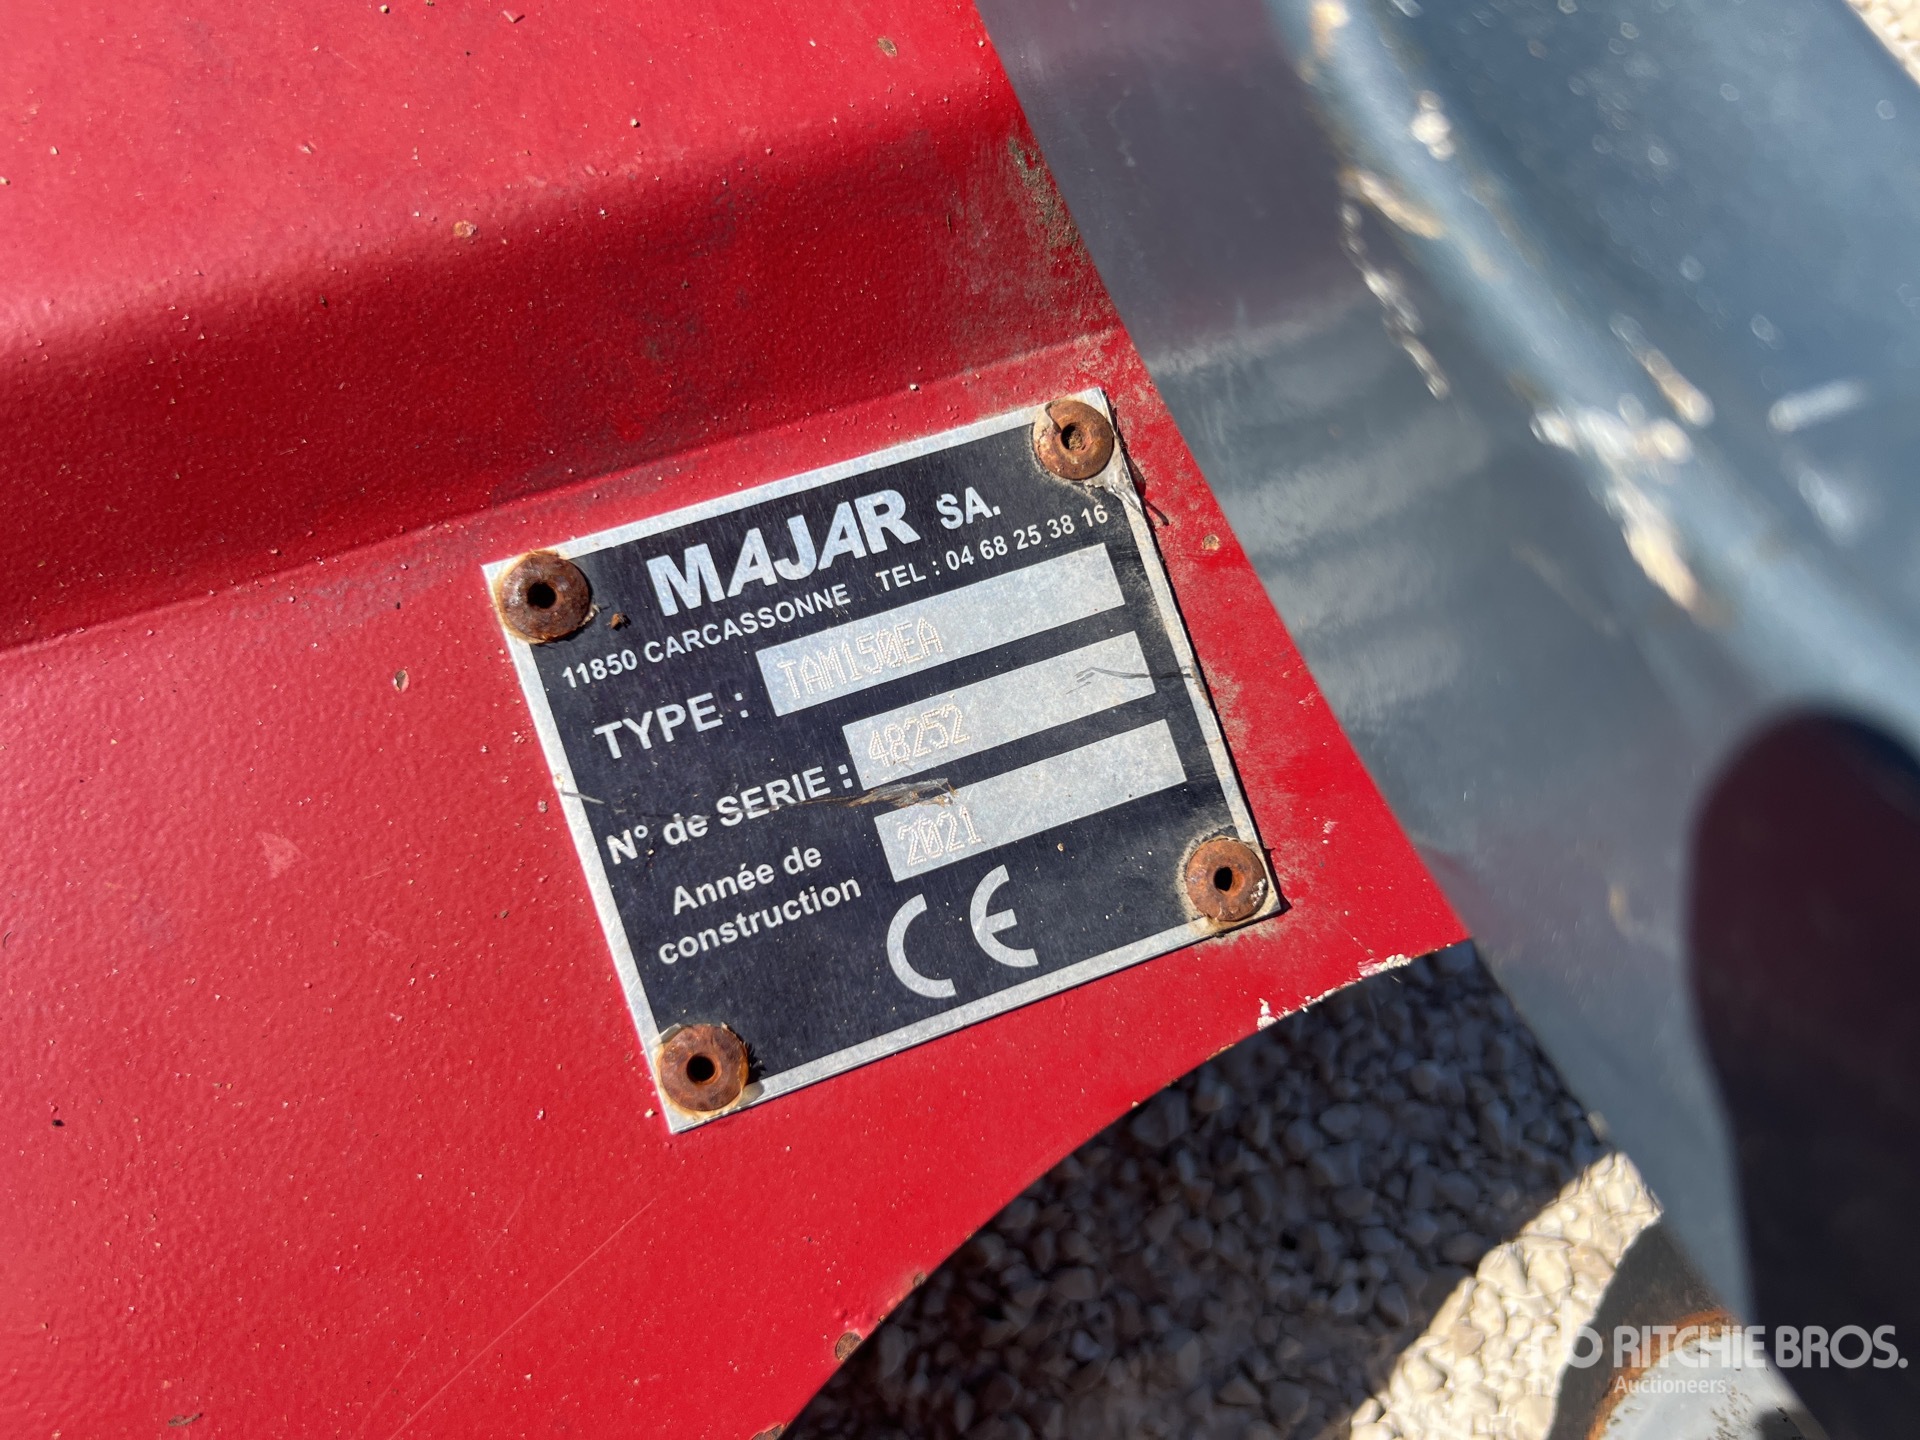 MAJAR SA.
11850 CARCASSONNE TEL : 04 68 25 38 16
TYPE : TAM150EA
N° de SERIE : 48252
Année de
construction 2021
CE
RITCHIE BROS.
Auctioneers